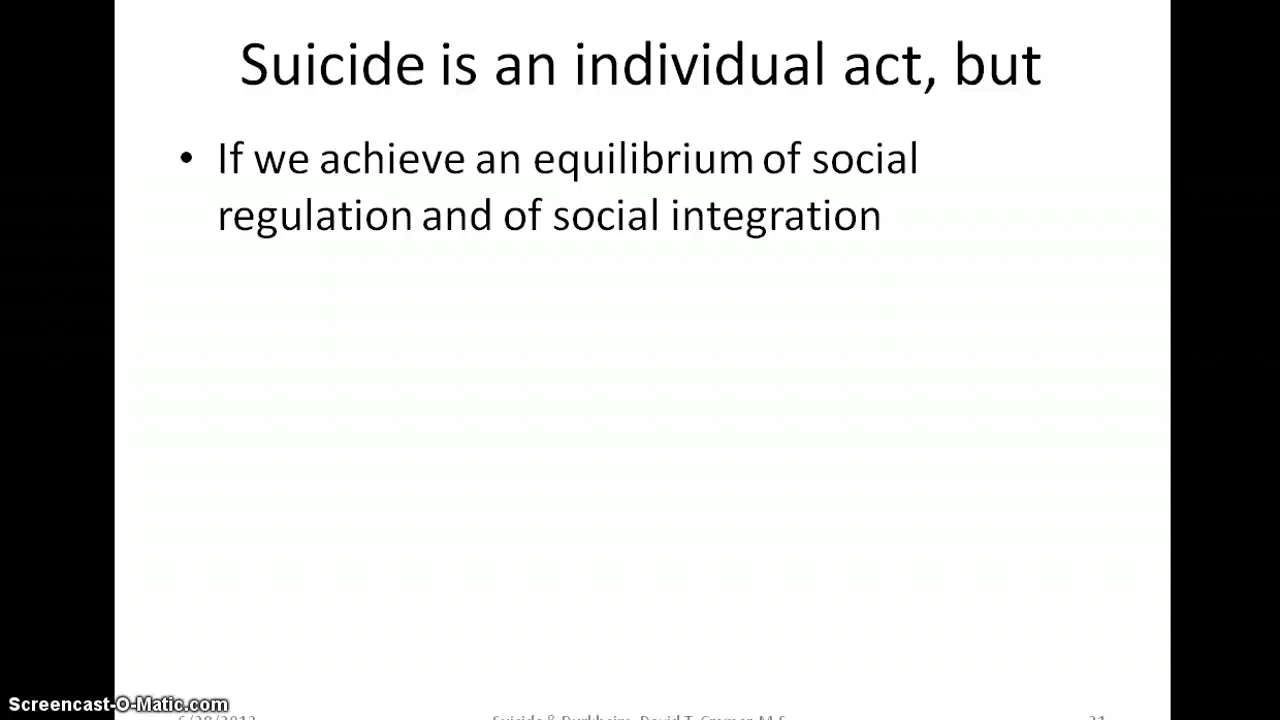 Suicide is an individual act, but
• If we achieve an equilibrium of social
regulation and of social integration
Screencast-O-Matic.com
Suicide & Durkheim, David T.